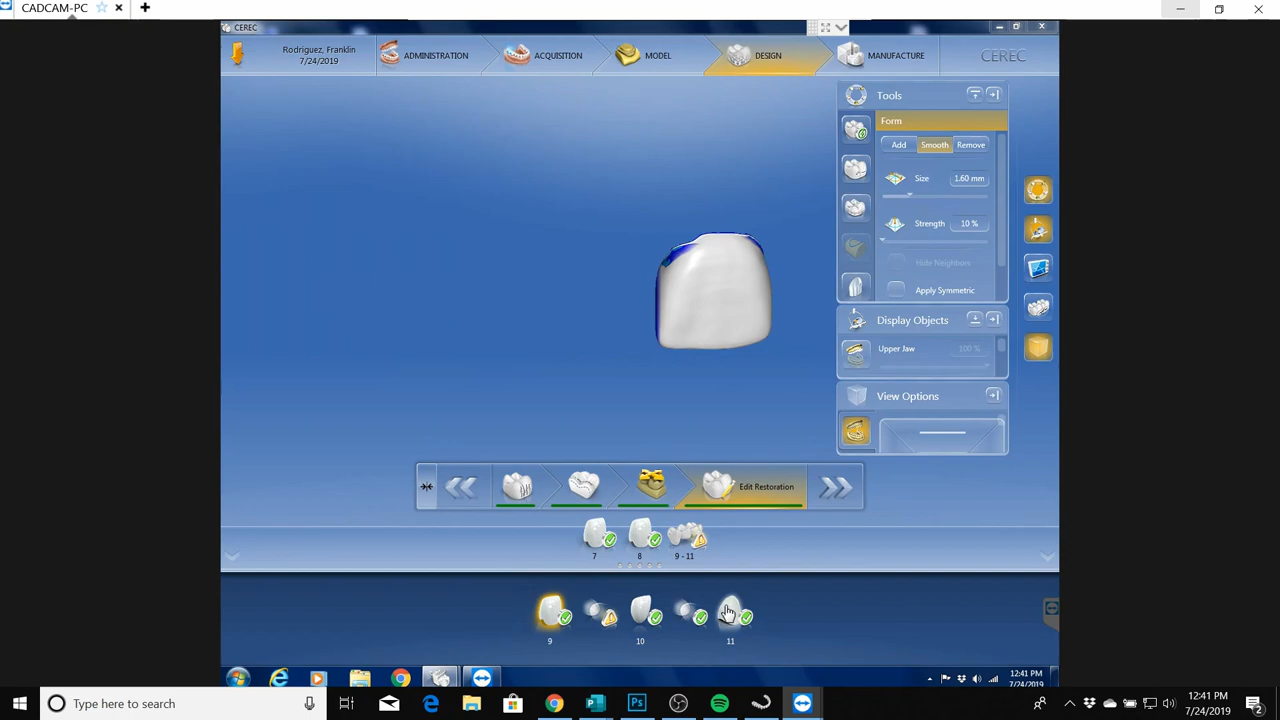 CADCAM-PC
CEREC
Rodriguez, Franklin
7/24/2019
ADMINISTRATION
ACQUISITION
MODEL
DESIGN
MANUFACTURE
CEREC
Tools
Form
Add
Smooth
Remove
Size
1.60 mm
Strength
10 %
Hide Neighbors
Apply Symmetric
Display Objects
Upper Jaw
100 %
View Options
Edit Restoration
7
8
9 - 11
9
10
11
12:41 PM
7/24/2019
Type here to search
Ps
12:41 PM
7/24/2019
2